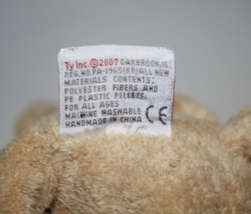 Ty Inc. ©2007 OAKBROOK, IL.
REG.NO.PA-1965(KR) ALL NEW
MATERIALS CONTENTS:
POLYESTER FIBERS AND
PE PLASTIC PELLETS.
FOR ALL AGES
MACHINE WASHABLE
HANDMADE IN CHINA
CE